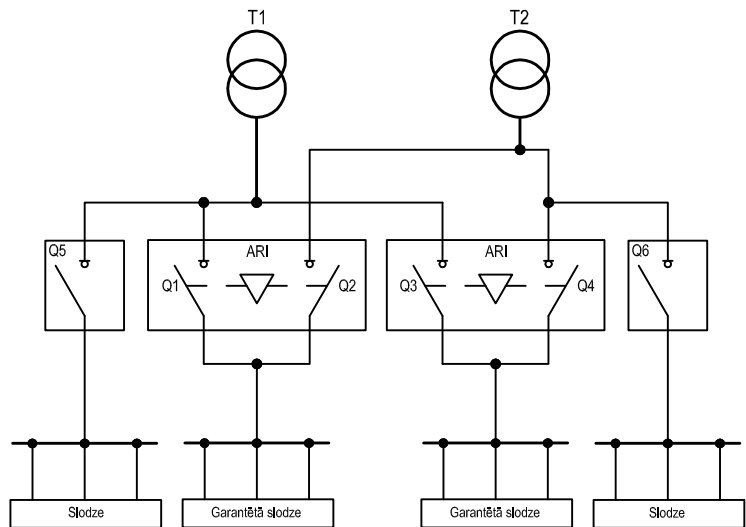 T1
T2
Q5
ARI
ARI
Q6
Q1
Q2
Q3
Q4
Slodze
Garantētā slodze
Garantētā slodze
Slodze